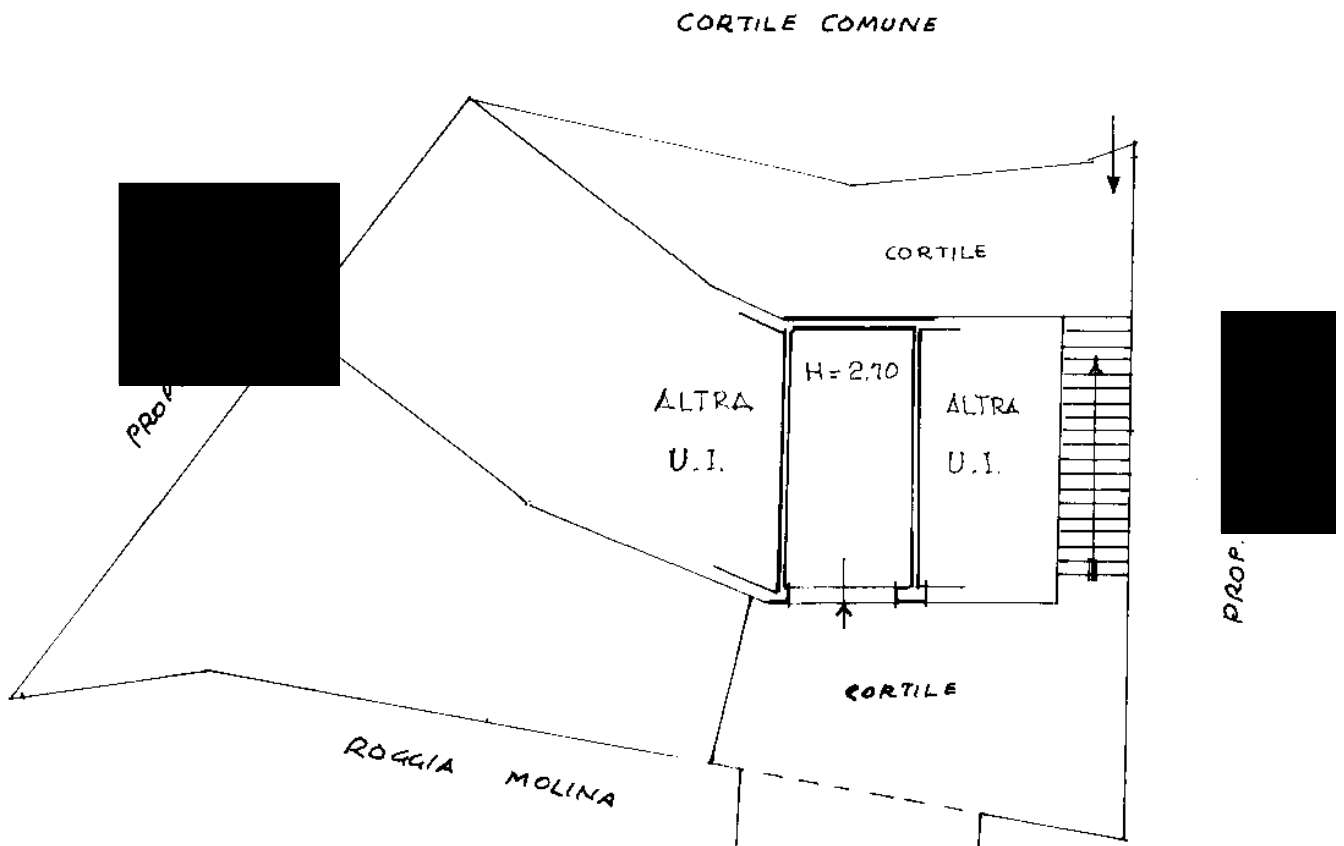 CORTILE COMUNE
CORTILE
H=2,70
ALTRA
U.I.
ALTRA
U.I.
PROP.
CORTILE
ROGGIA MOLINA